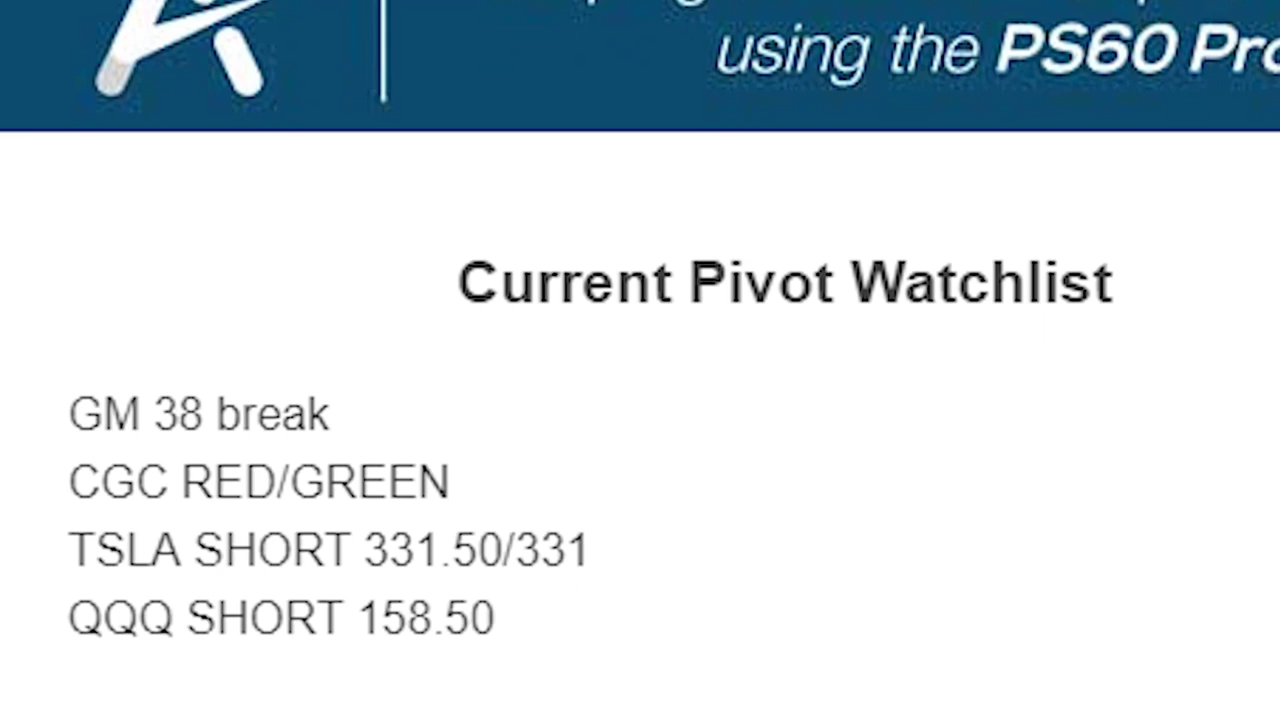 using the PS60
Current Pivot Watchlist
GM 38 break
CGC RED/GREEN
TSLA SHORT 331.50/331
QQQ SHORT 158.50